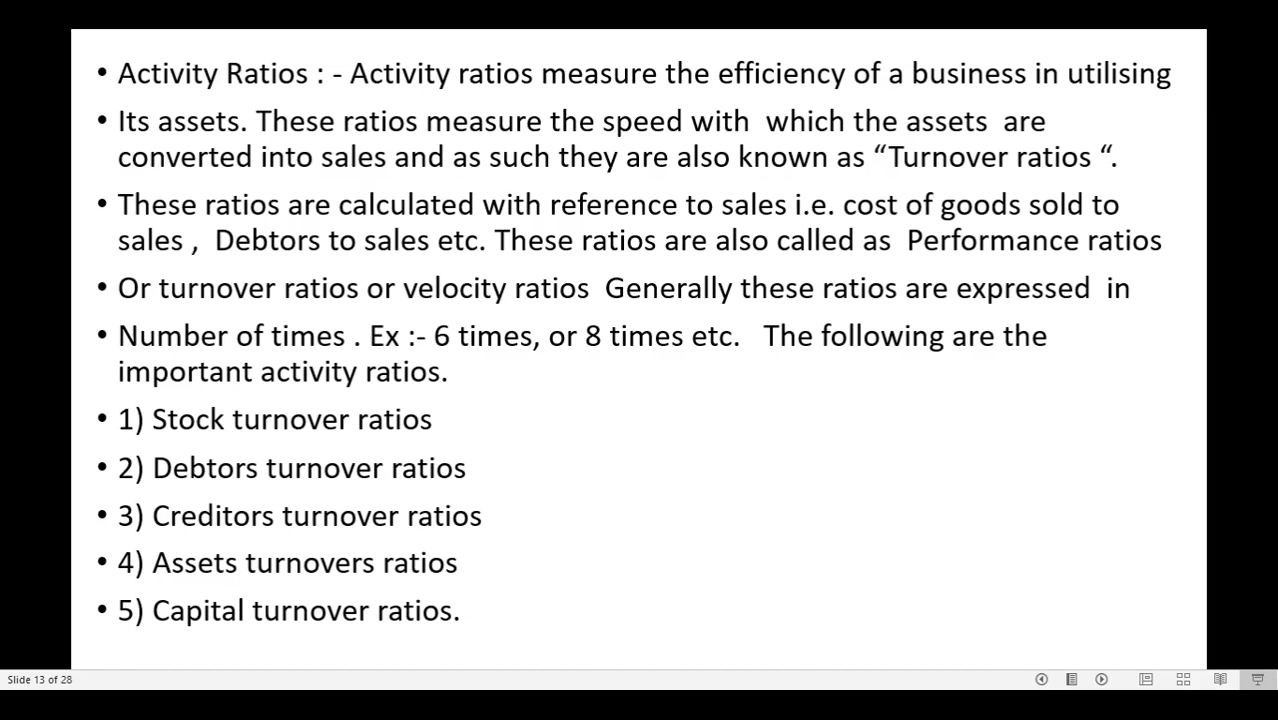 • Activity Ratios : - Activity ratios measure the efficiency of a business in utilising
• Its assets. These ratios measure the speed with  which the assets  are
converted into sales and as such they are also known as “Turnover ratios “.
• These ratios are calculated with reference to sales i.e. cost of goods sold to
sales ,  Debtors to sales etc. These ratios are also called as  Performance ratios
• Or turnover ratios or velocity ratios  Generally these ratios are expressed  in
• Number of times . Ex :- 6 times, or 8 times etc.   The following are the
important activity ratios.
• 1) Stock turnover ratios
• 2) Debtors turnover ratios
• 3) Creditors turnover ratios
• 4) Assets turnovers ratios
• 5) Capital turnover ratios.
Slide 13 of 28